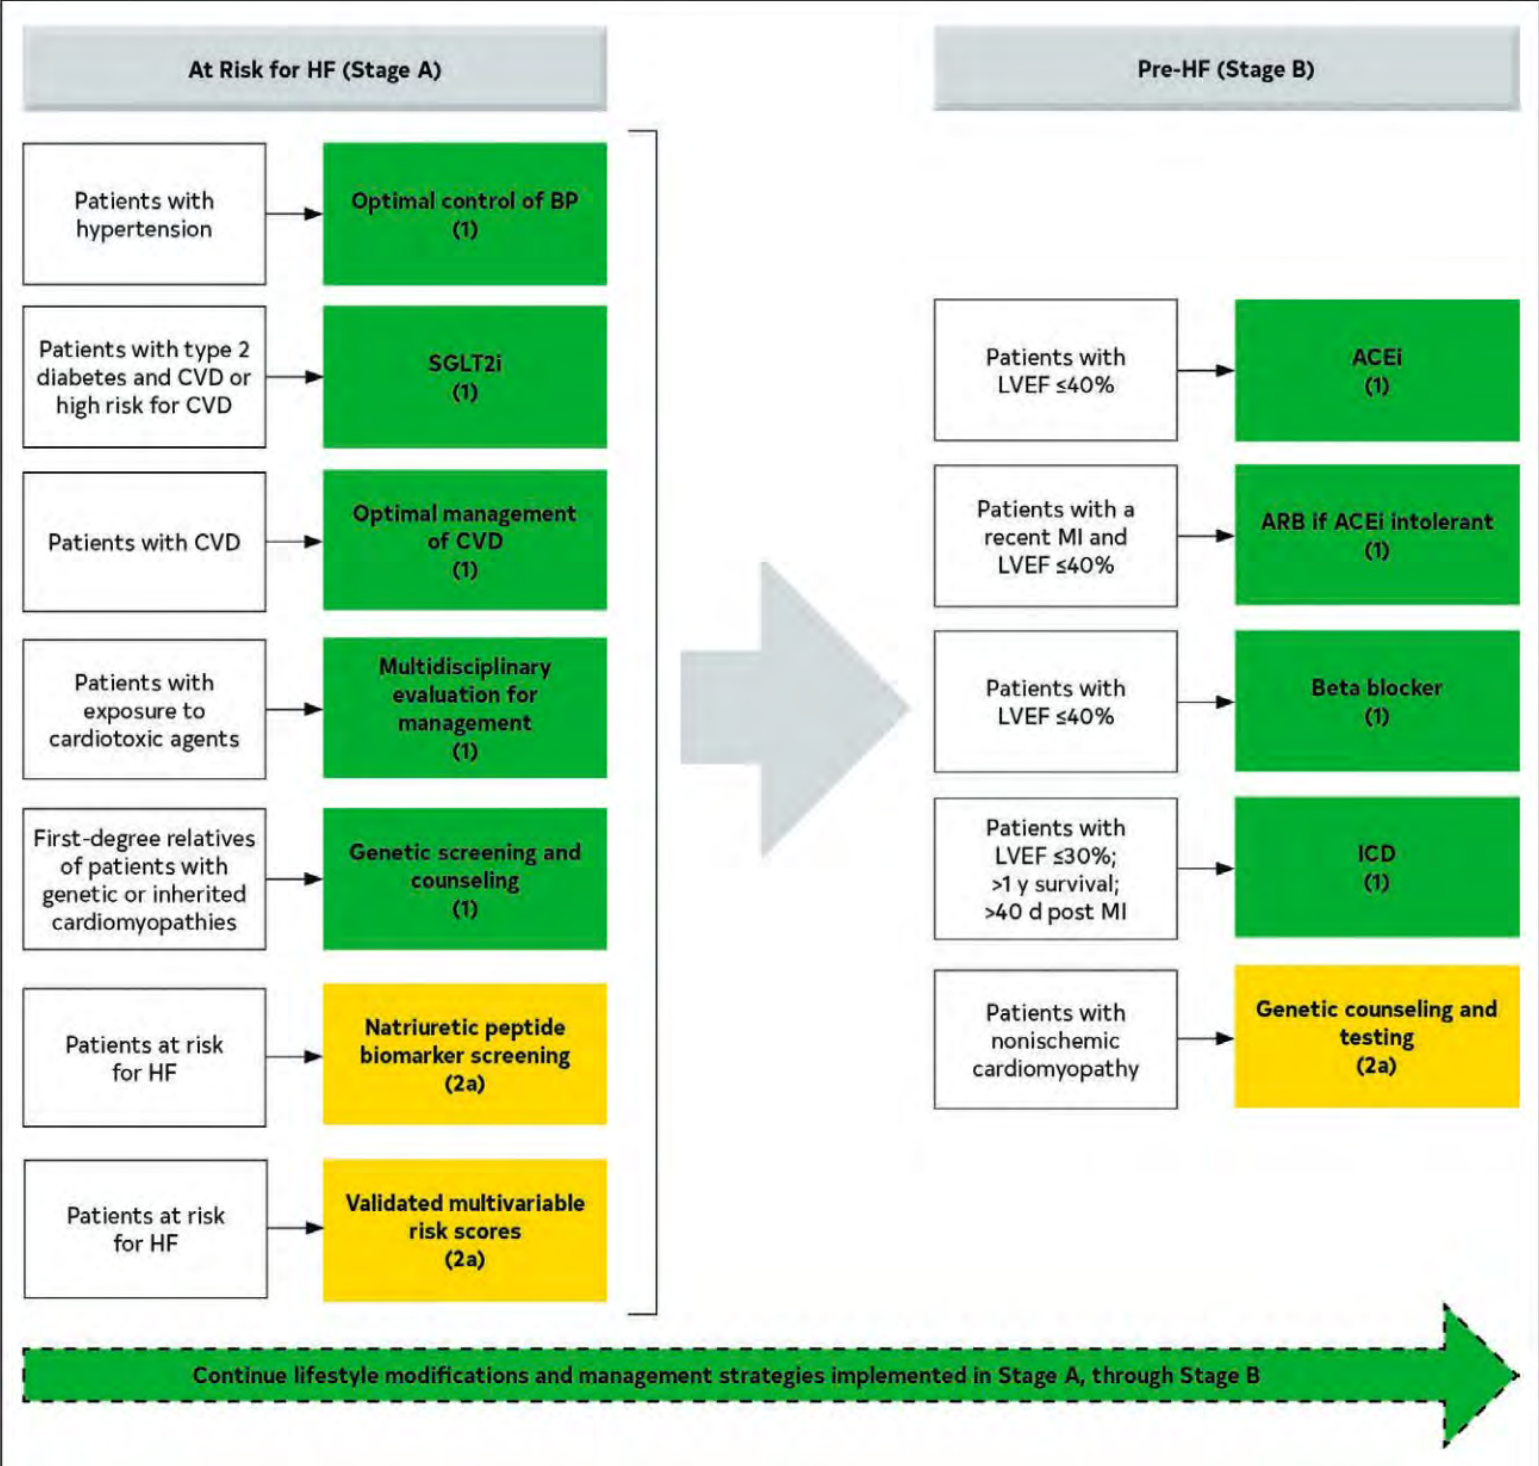 At Risk for HF (Stage A)
Patients with
hypertension
Optimal control of BP
(1)
Patients with type 2
diabetes and CVD or
high risk for CVD
SGLT2i
(1)
Patients with CVD
Optimal management
of CVD
(1)
Patients with
exposure to
cardiotoxic agents
Multidisciplinary
evaluation for
management
(1)
First-degree relatives
of patients with
genetic or inherited
cardiomyopathies
Genetic screening and
counseling
(1)
Patients at risk
for HF
Natriuretic peptide
biomarker screening
(2a)
Patients at risk
for HF
Validated multivariable
risk scores
(2a)
Pre-HF (Stage B)
Patients with
LVEF ≤40%
ACEi
(1)
Patients with a
recent MI and
LVEF ≤40%
ARB if ACEi intolerant
(1)
Patients with
LVEF ≤40%
Beta blocker
(1)
Patients with
LVEF ≤30%;
>1 y survival;
>40 d post MI
ICD
(1)
Patients with
nonischemic
cardiomyopathy
Genetic counseling and
testing
(2a)
Continue lifestyle modifications and management strategies implemented in Stage A, through Stage B